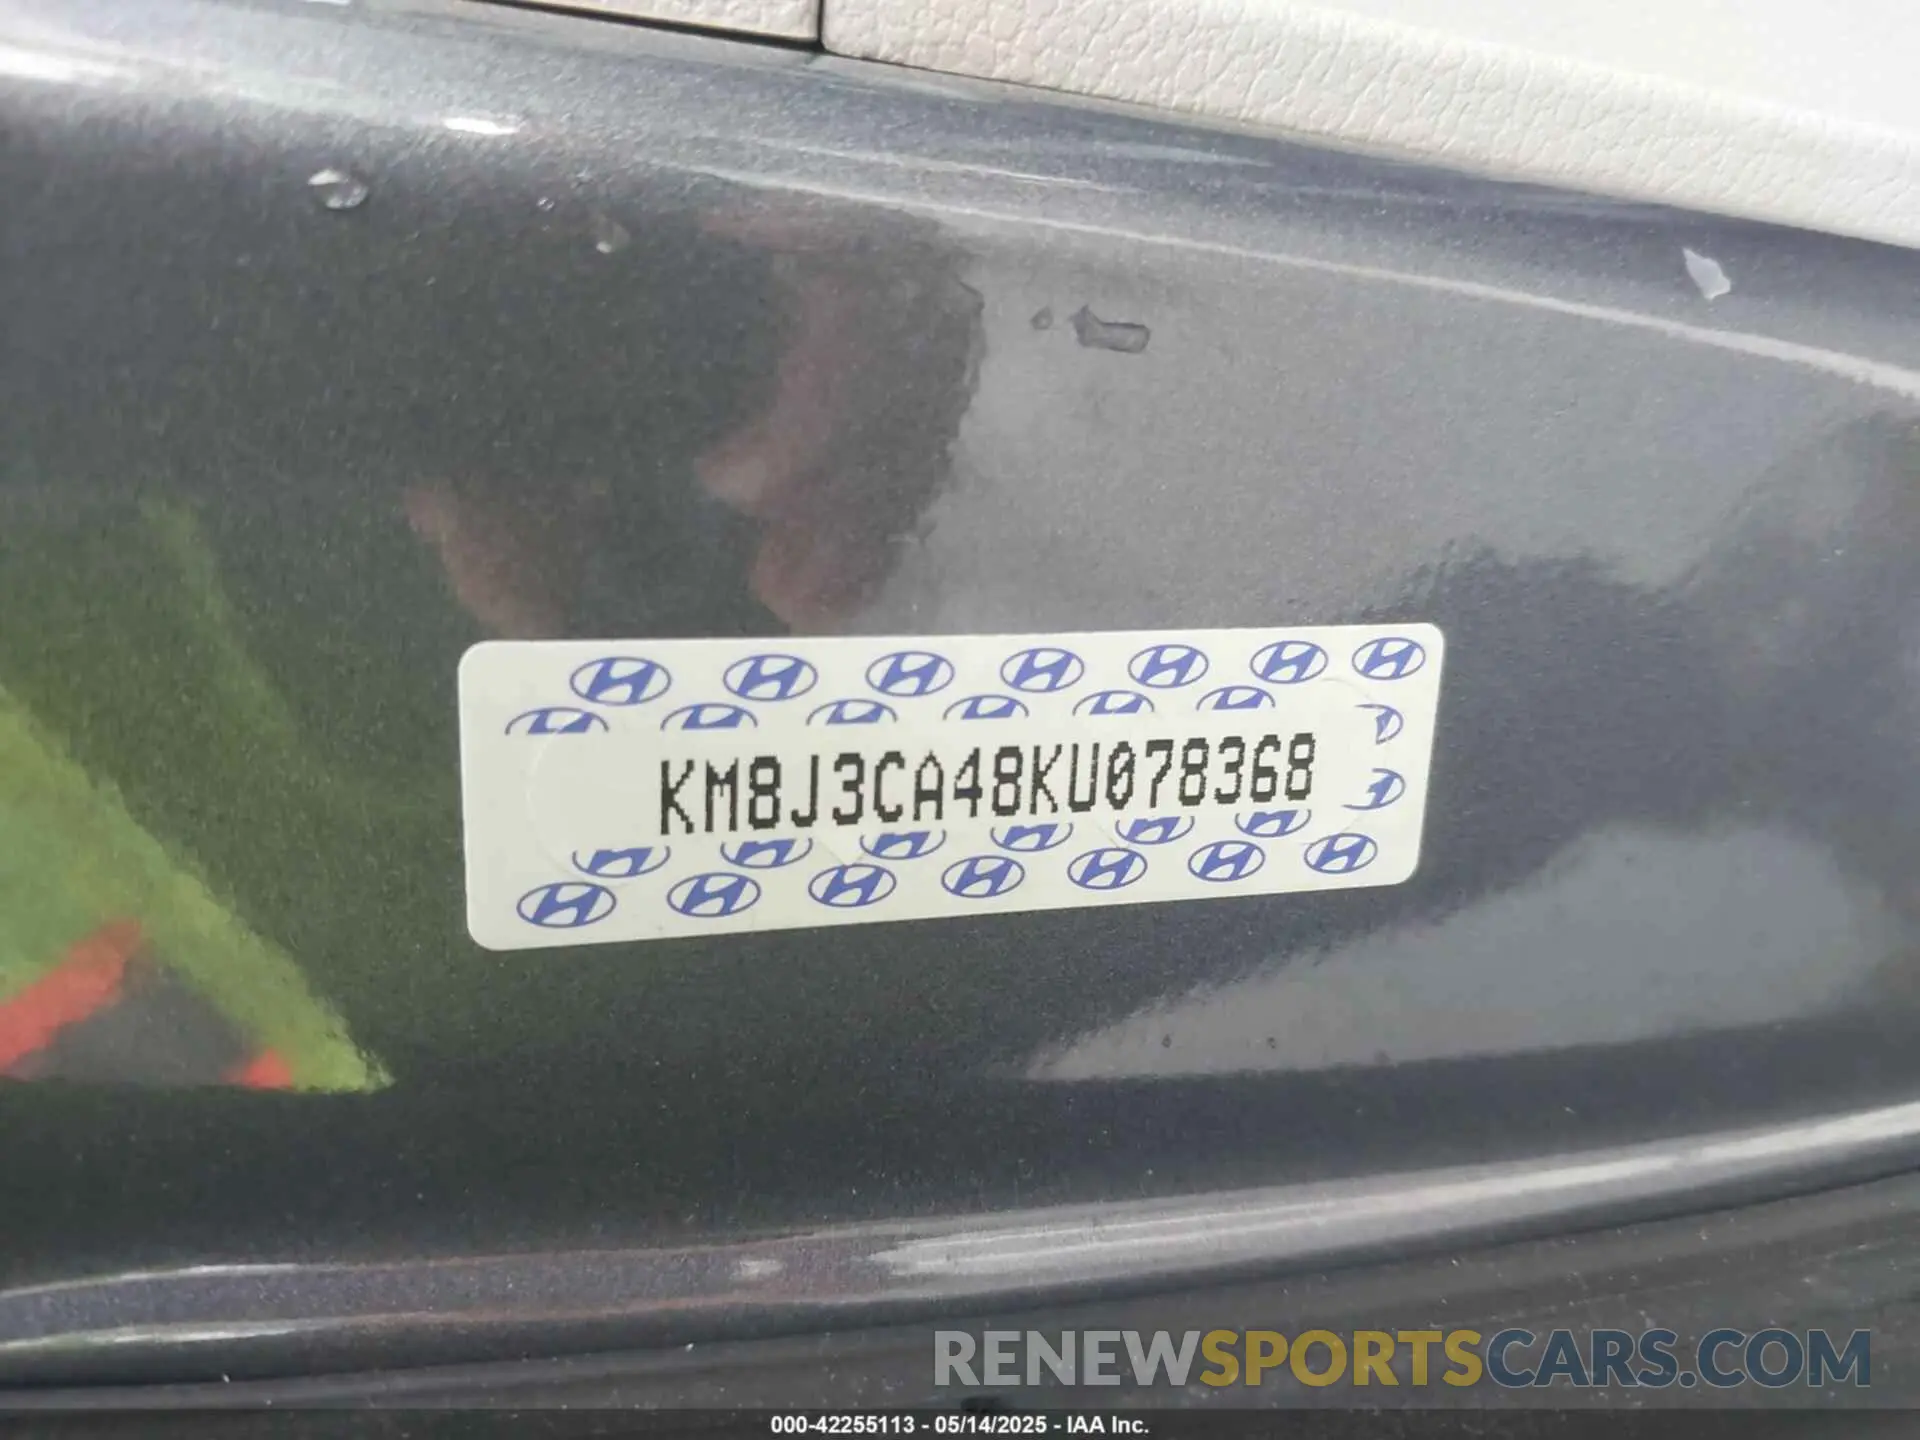 KM8J3CA48KU078368
RENEWSPORTSCARS.COM
000-42255113 - 05/14/2025 - IAA Inc.